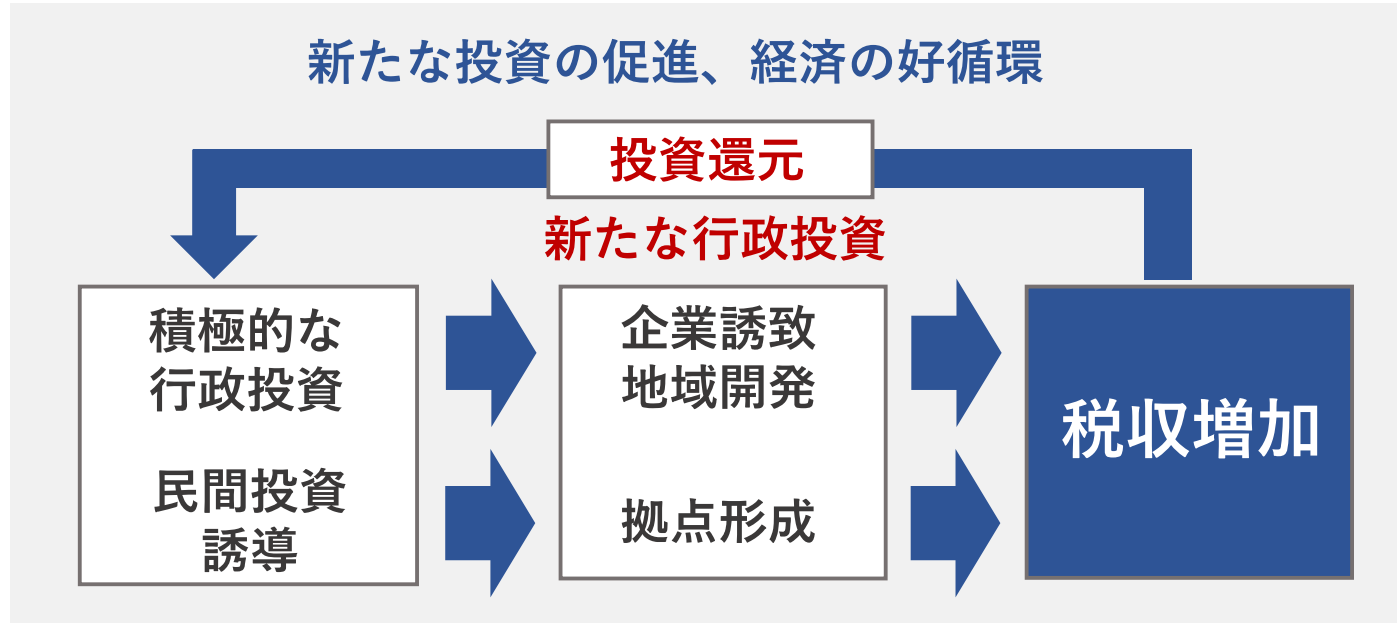 新たな投資の促進、経済の好循環
投資還元
新たな行政投資
積極的な
行政投資
民間投資
誘導
企業誘致
地域開発
拠点形成
税収増加